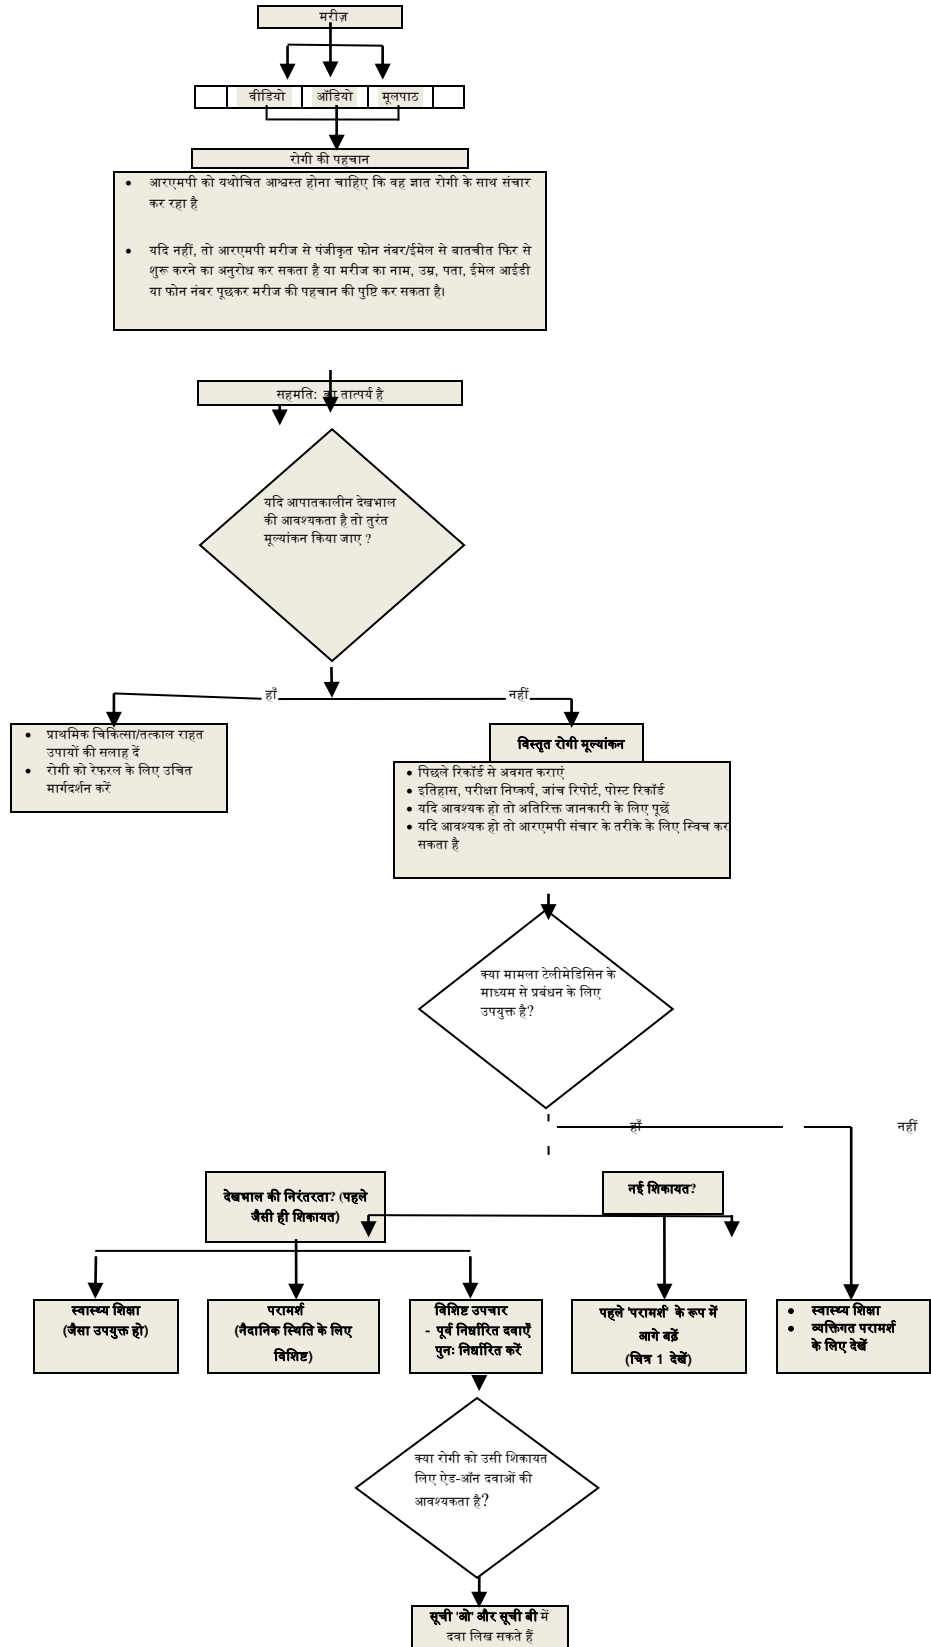 मरीज़
वीडियो ऑडियो मूलपाठ
रोगी की पहचान
• आरएमपी को यथोचित आश्वस्त होना चाहिए कि वह ज्ञात रोगी के साथ संचार
कर रहा है
• यदि नहीं, तो आरएमपी मरीज से पंजीकृत फोन नंबर/ईमेल से बातचीत फिर से
शुरू करने का अनुरोध कर सकता है या मरीज का नाम, उम्र, पता, ईमेल आईडी
या फोन नंबर पूछकर मरीज की पहचान की पुष्टि कर सकता है।
सहमति: तात्पर्य है
यदि आपातकालीन देखभाल
की आवश्यकता है तो तुरंत
मूल्यांकन किया जाए ?
हाँ नहीं
• प्राथमिक चिकित्सा/तत्काल राहत
उपायों की सलाह दें
• रोगी को रेफरल के लिए उचित
मार्गदर्शन करें
विस्तृत रोगी मूल्यांकन
• पिछले रिकॉर्ड से अवगत कराएं
• इतिहास, परीक्षा निष्कर्ष, जांच रिपोर्ट, पोस्ट रिकॉर्ड
• यदि आवश्यक हो तो अतिरिक्त जानकारी के लिए पूछें
• यदि आवश्यक हो तो आरएमपी संचार के तरीके के लिए स्विच कर
सकता है
क्या मामला टेलीमेडिसिन के
माध्यम से प्रबंधन के लिए
उपयुक्त है?
हाँ नहीं
देखभाल की निरंतरता? (पहले
जैसी ही शिकायत)
नई शिकायत?
स्वास्थ्य शिक्षा
(जैसा उपयुक्त हो)
परामर्श
(नैदानिक स्थिति के लिए
विशिष्ट)
विशिष्ट उपचार
- पूर्व निर्धारित दवाएँ
पुनः निर्धारित करें
पहले 'परामर्श' के रूप में
आगे बढ़ें
(चित्र 1 देखें)
• स्वास्थ्य शिक्षा
• व्यक्तिगत परामर्श
के लिए देखें
क्या रोगी को उसी शिकायत
लिए ऐड-ऑन दवाओं की
आवश्यकता है?
सूची 'ओ' और सूची बी में
दवा लिख सकते हैं